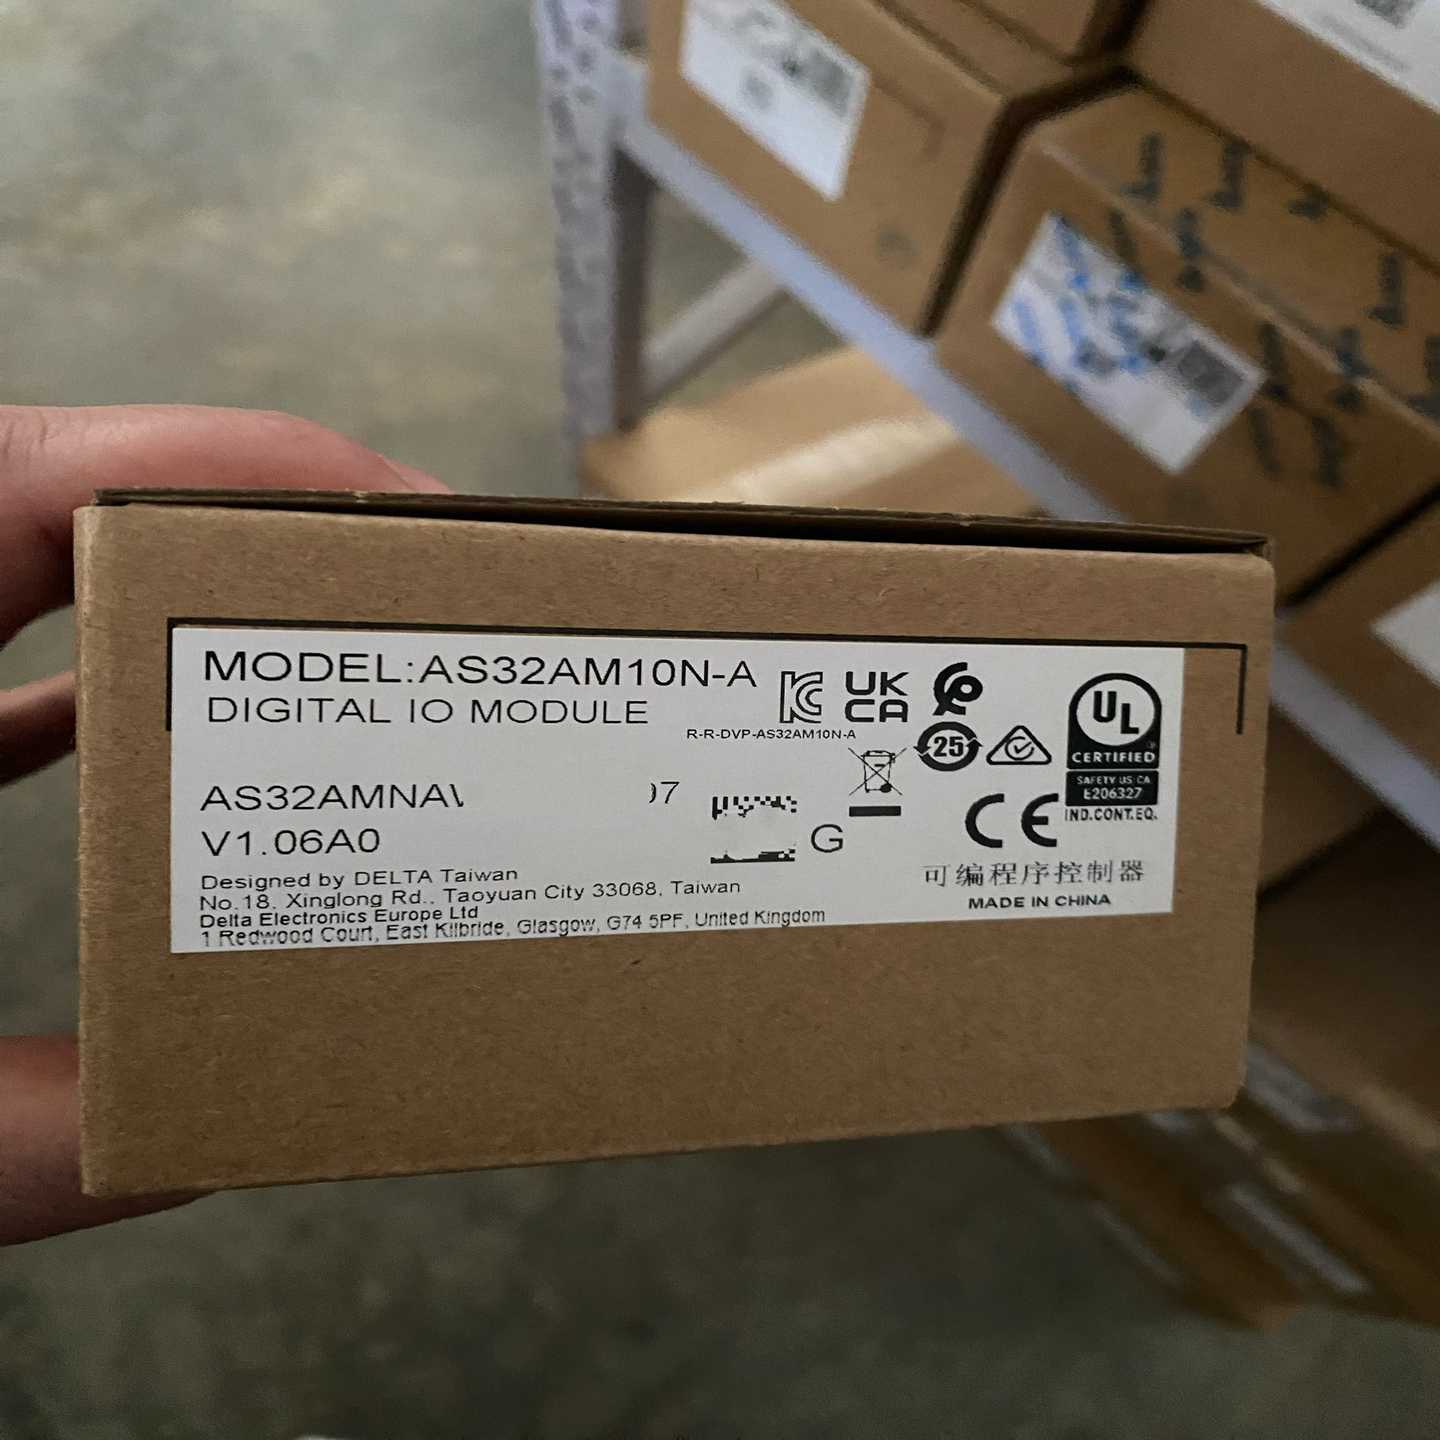 MODEL:AS32AM10N-A
DIGITAL IO MODULE
R-R-DVP-AS32AM10N-A
UK
CA
25
UL
CERTIFIED
SAFETY US CA
E206327
IND.CONT.EQ.
CE
07
V1.06A0
G
可编程序控制器
MADE IN CHINA
Designed by DELTA Taiwan
No.18, Xinglong Rd., Taoyuan City 33068, Taiwan
Delta Electronics Europe Ltd
1 Redwood Court, East Kilbride, Glasgow, G74 5PF, United Kingdom